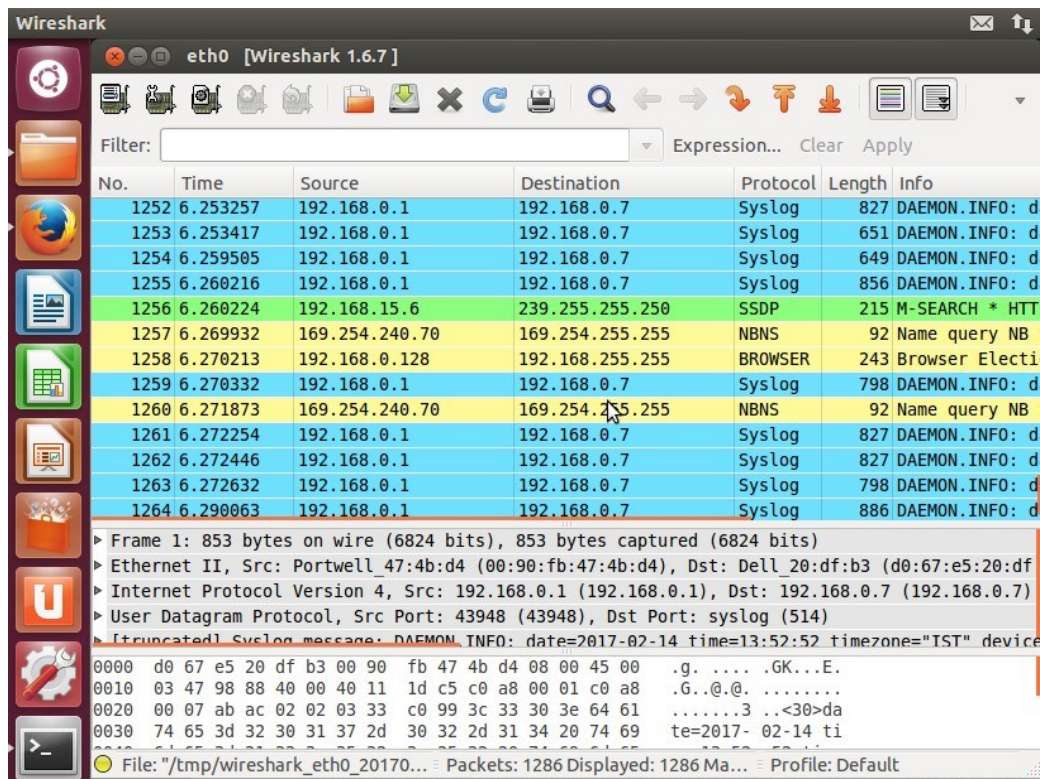 Wireshark
eth0 [Wireshark 1.6.7 ]
Filter: Expression... Clear Apply
No. Time Source Destination Protocol Length Info
1252 6.253257 192.168.0.1 192.168.0.7 Syslog 827 DAEMON.INFO: d
1253 6.253417 192.168.0.1 192.168.0.7 Syslog 651 DAEMON.INFO: d
1254 6.259505 192.168.0.1 192.168.0.7 Syslog 649 DAEMON.INFO: d
1255 6.260216 192.168.0.1 192.168.0.7 Syslog 856 DAEMON.INFO: d
1256 6.260224 192.168.15.6 239.255.255.250 SSDP 215 M-SEARCH * HTT
1257 6.269932 169.254.240.70 169.254.255.255 NBNS 92 Name query NB
1258 6.270213 192.168.0.128 192.168.255.255 BROWSER 243 Browser Electi
1259 6.270332 192.168.0.1 192.168.0.7 Syslog 798 DAEMON.INFO: d
1260 6.271873 169.254.240.70 169.254.255.255 NBNS 92 Name query NB
1261 6.272254 192.168.0.1 192.168.0.7 Syslog 827 DAEMON.INFO: d
1262 6.272446 192.168.0.1 192.168.0.7 Syslog 827 DAEMON.INFO: d
1263 6.272632 192.168.0.1 192.168.0.7 Syslog 798 DAEMON.INFO: d
1264 6.290063 192.168.0.1 192.168.0.7 Syslog 886 DAEMON.INFO: d
Frame 1: 853 bytes on wire (6824 bits), 853 bytes captured (6824 bits)
Ethernet II, Src: Portwell_47:4b:d4 (00:90:fb:47:4b:d4), Dst: Dell_20:df:b3 (d0:67:e5:20:df
Internet Protocol Version 4, Src: 192.168.0.1 (192.168.0.1), Dst: 192.168.0.7 (192.168.0.7)
User Datagram Protocol, Src Port: 43948 (43948), Dst Port: syslog (514)
[truncated] Syslog message: DAEMON.INFO: date=2017-02-14 time=13:52:52 timezone="IST" device
0000 d0 67 e5 20 df b3 00 90 fb 47 4b d4 08 00 45 00 .g. .... .GK...E.
0010 03 47 98 88 40 00 40 11 1d c5 c0 a8 00 01 c0 a8 .G..@.@. ........
0020 00 07 ab ac 02 02 03 33 c0 99 3c 33 30 3e 64 61 .......3 ..<30>da
0030 74 65 3d 32 30 31 37 2d 30 32 2d 31 34 20 74 69 te=2017- 02-14 ti
File: "/tmp/wireshark_eth0_20170... Packets: 1286 Displayed: 1286 Ma... Profile: Default